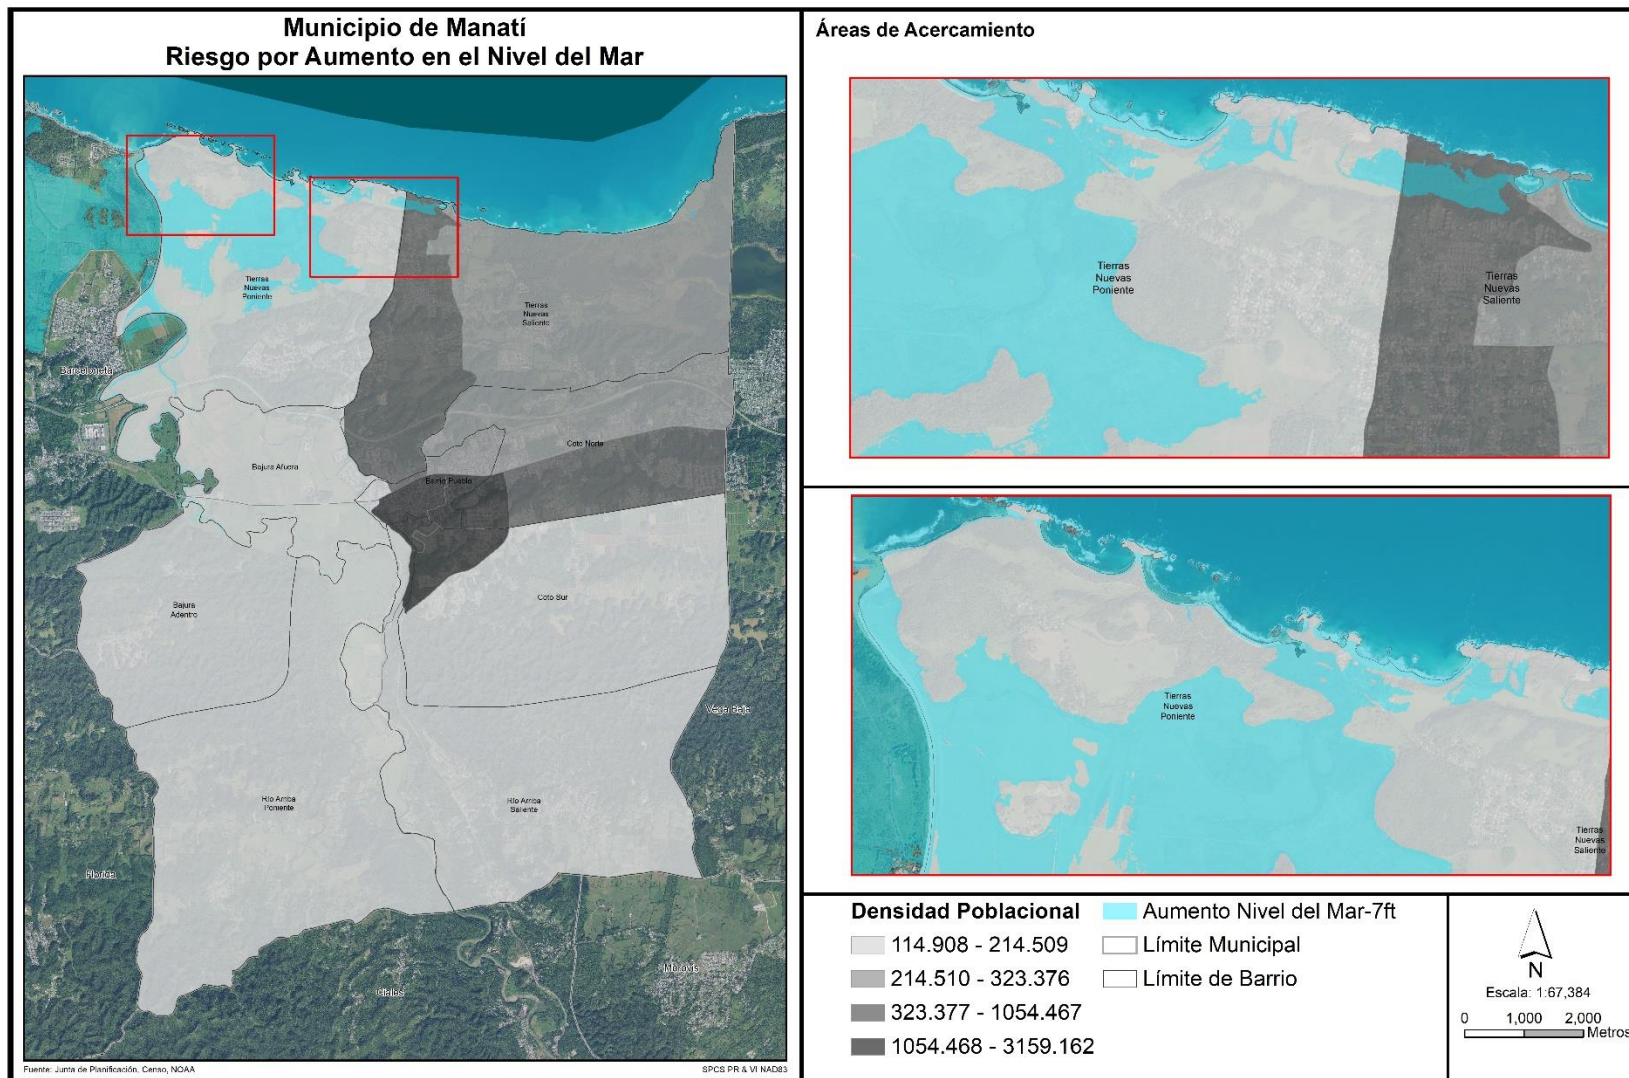 Municipio de Manatí
Riesgo por Aumento en el Nivel del Mar
Tierras
Nuevas
Poniente
Tierras
Nuevas
Saliente
Barceloneta
Bajura Afuera
Coto Norte
Barrio Pueblo
Bajura
Adentro
Coto Sur
Vega Baja
Río Arriba
Poniente
Río Arriba
Saliente
Florida
Morovis
Ciales
Fuente: Junta de Planificación, Censo, NOAA
SPCS PR & VI NAD83
Áreas de Acercamiento
Tierras
Nuevas
Poniente
Tierras
Nuevas
Saliente
Tierras
Nuevas
Poniente
Tierras
Nuevas
Saliente
Densidad Poblacional
114.908 - 214.509
214.510 - 323.376
323.377 - 1054.467
1054.468 - 3159.162
Aumento Nivel del Mar-7ft
Límite Municipal
Límite de Barrio
N
Escala: 1:67,384
0 1,000 2,000
Metros